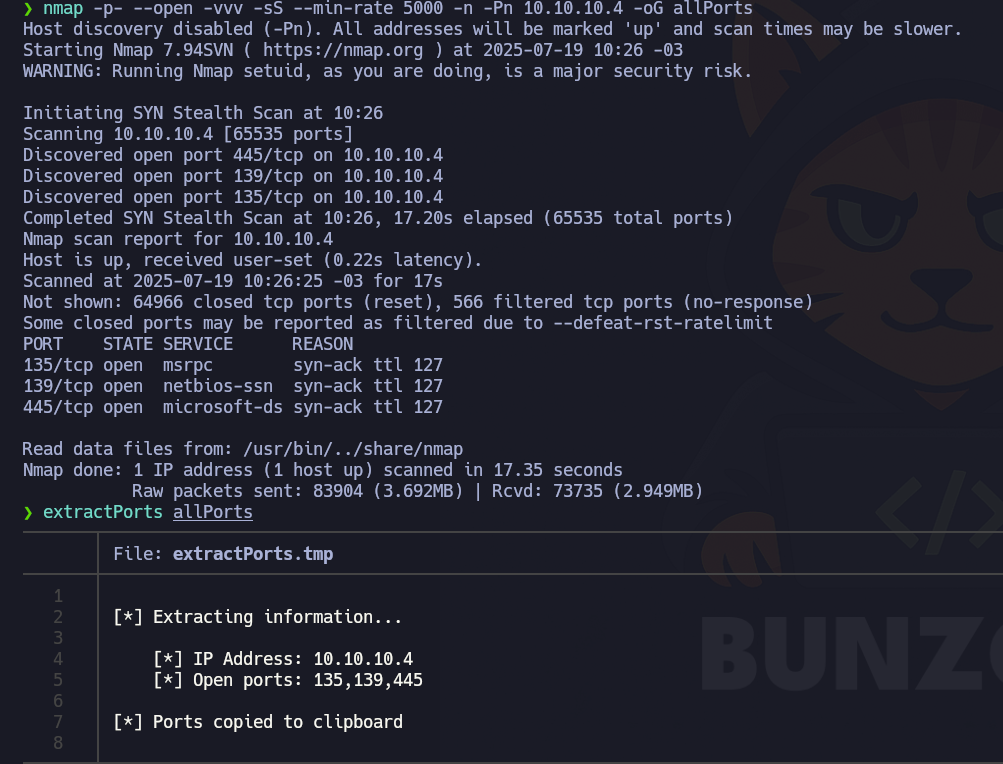 ❯ nmap -p- --open -vvv -sS --min-rate 5000 -n -Pn 10.10.10.4 -oG allPorts
Host discovery disabled (-Pn). All addresses will be marked 'up' and scan times may be slower.
Starting Nmap 7.94SVN ( https://nmap.org ) at 2025-07-19 10:26 -03
WARNING: Running Nmap setuid, as you are doing, is a major security risk.

Initiating SYN Stealth Scan at 10:26
Scanning 10.10.10.4 [65535 ports]
Discovered open port 445/tcp on 10.10.10.4
Discovered open port 139/tcp on 10.10.10.4
Discovered open port 135/tcp on 10.10.10.4
Completed SYN Stealth Scan at 10:26, 17.20s elapsed (65535 total ports)
Nmap scan report for 10.10.10.4
Host is up, received user-set (0.22s latency).
Scanned at 2025-07-19 10:26:25 -03 for 17s
Not shown: 64966 closed tcp ports (reset), 566 filtered tcp ports (no-response)
Some closed ports may be reported as filtered due to --defeat-rst-ratelimit
PORT    STATE SERVICE      REASON
135/tcp open  msrpc        syn-ack ttl 127
139/tcp open  netbios-ssn  syn-ack ttl 127
445/tcp open  microsoft-ds syn-ack ttl 127

Read data files from: /usr/bin/../share/nmap
Nmap done: 1 IP address (1 host up) scanned in 17.35 seconds
           Raw packets sent: 83904 (3.692MB) | Rcvd: 73735 (2.949MB)
❯ extractPorts allPorts
File: extractPorts.tmp
1
2 [*] Extracting information...
3
4     [*] IP Address: 10.10.10.4
5     [*] Open ports: 135,139,445
6
7 [*] Ports copied to clipboard
8
</>
BUNZ